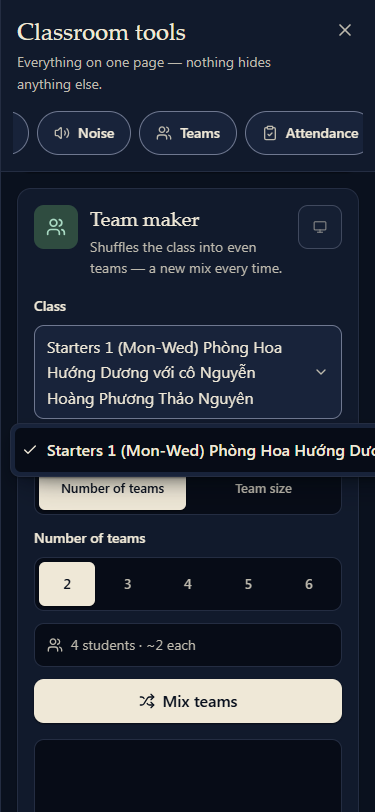 Classroom tools
Everything on one page — nothing hides
anything else.
Noise
Teams
Attendance
Team maker
Shuffles the class into even
teams — a new mix every time.
Class
Starters 1 (Mon-Wed) Phòng Hoa
Hướng Dương với cô Nguyễn
Hoàng Phương Thảo Nguyên
Starters 1 (Mon-Wed) Phòng Hoa Hướng
Number of teams
Team size
Number of teams
2
3
4
5
6
4 students · ~2 each
Mix teams